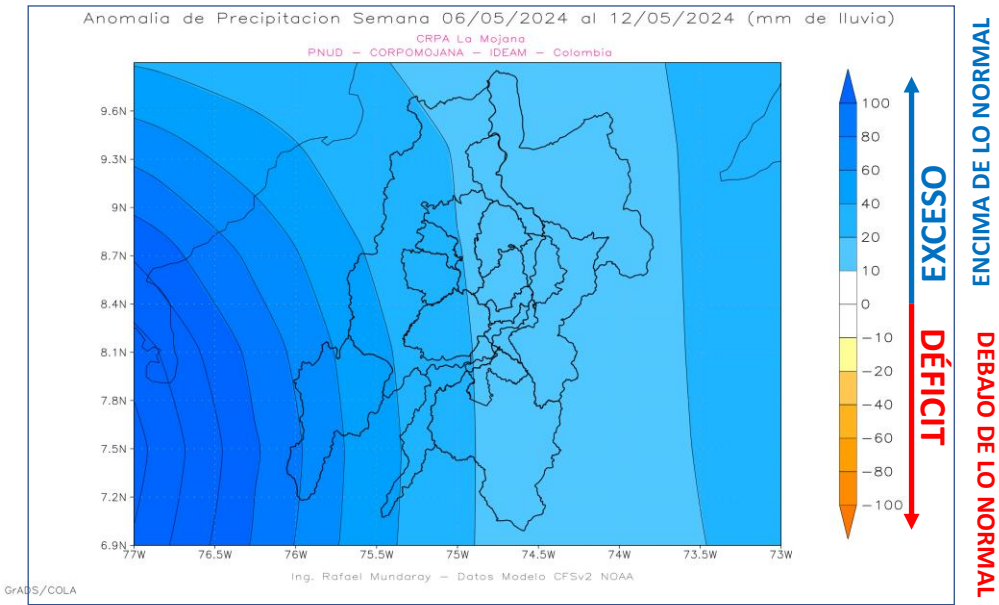 Anomalia de Precipitacion Semana 06/05/2024 al 12/05/2024 (mm de lluvia)
CRPA La Mojana
PNUD – CORPOMOJANA – IDEAM – Colombia
9.6N
9.3N
9N
8.7N
8.4N
8.1N
7.8N
7.5N
7.2N
6.9N
77W
76.5W
76W
75.5W
75W
74.5W
74W
73.5W
73W
100
80
60
40
20
10
0
−10
−20
−40
−60
−80
−100
EXCESO
DÉFICIT
ENCIMA DE LO NORMAL
DEBAJO DE LO NORMAL
Ing. Rafael Mundaray – Datos Modelo CFSv2 NOAA
GrADS/COLA